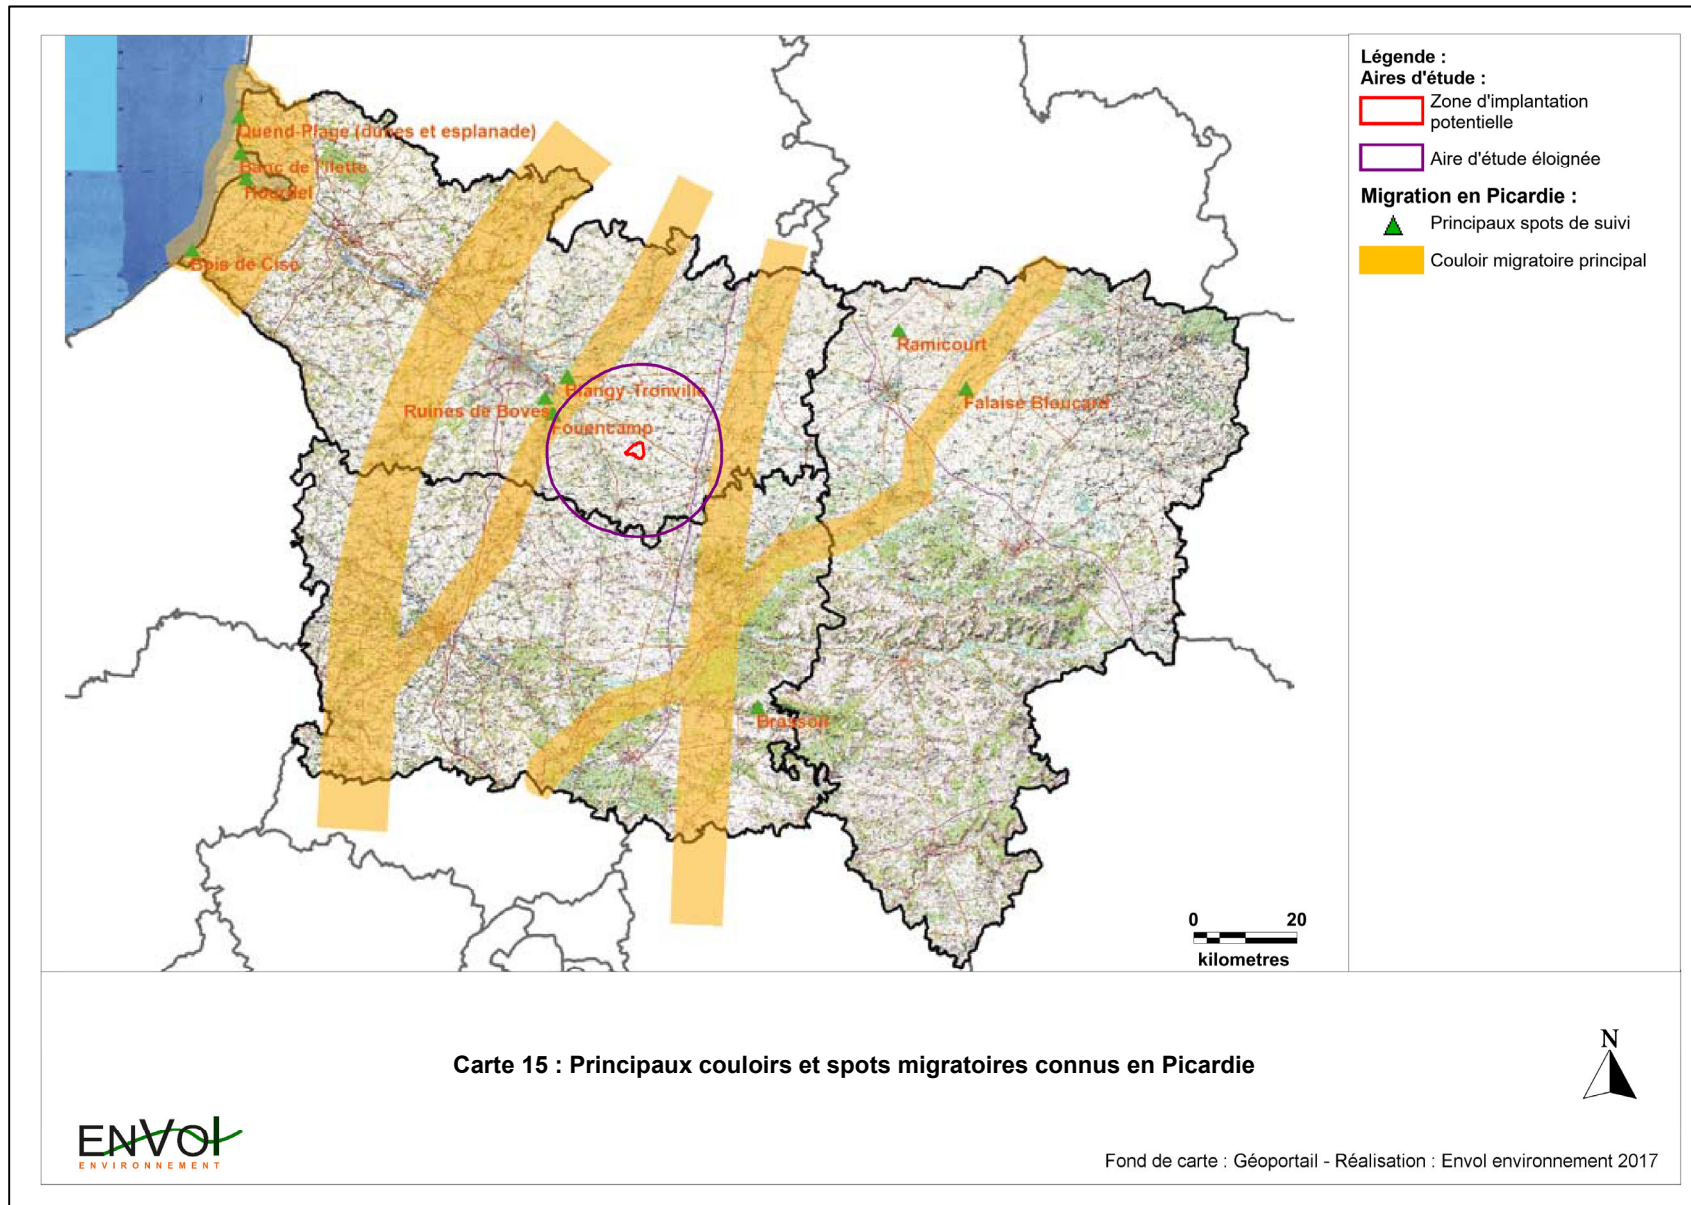 Légende :
Aires d'étude :
Zone d'implantation
potentielle
Aire d'étude éloignée
Migration en Picardie :
Principaux spots de suivi
Couloir migratoire principal
Quend-Plage (dunes et esplanade)
Banc de l'Ilette
Hourdel
Bois de Cise
Ramicourt
Blangy-Tronville
Falaise Bloucard
Ruines de Boves
Fouencamp
Brassoir
0 20
kilometres
Carte 15 : Principaux couloirs et spots migratoires connus en Picardie
N
ENVOl
ENVIRONNEMENT
Fond de carte : Géoportail - Réalisation : Envol environnement 2017